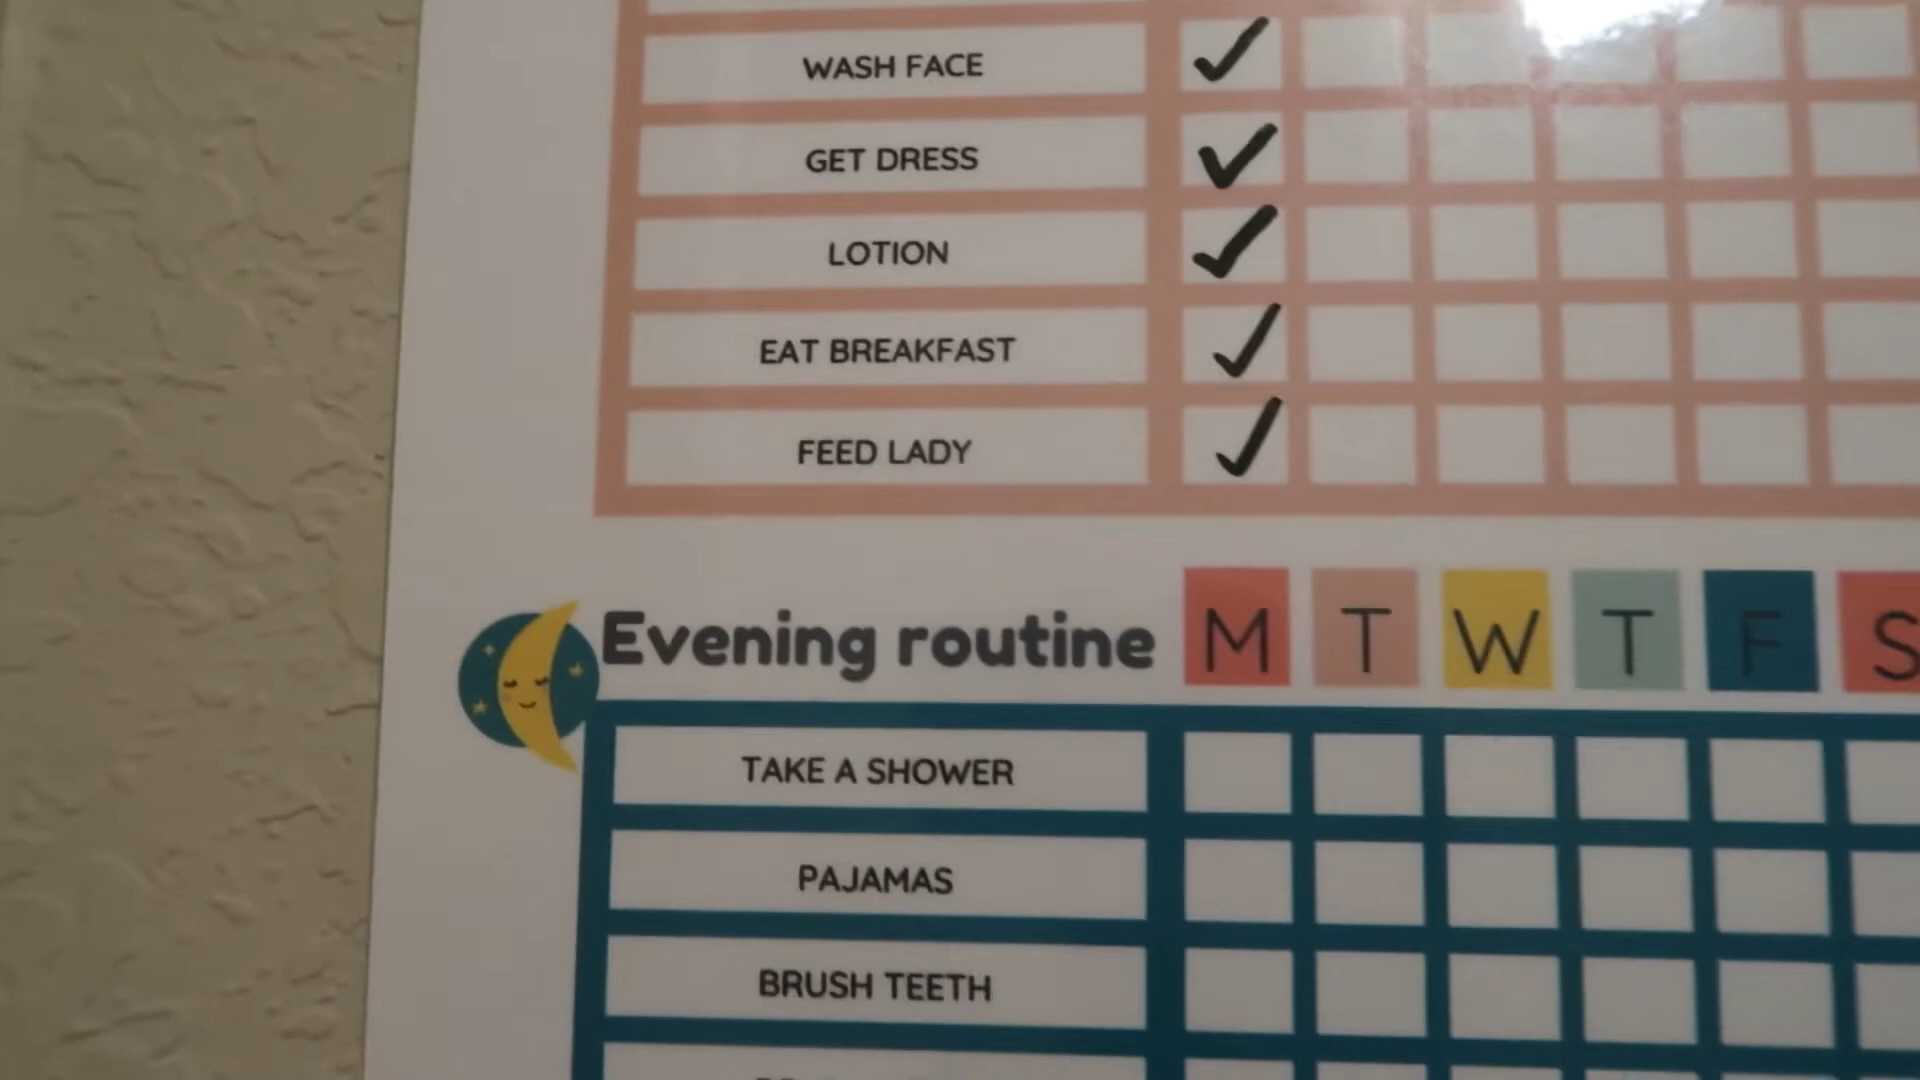 WASH FACE
GET DRESS
LOTION
EAT BREAKFAST
FEED LADY
Evening routine M T W T F S
TAKE A SHOWER
PAJAMAS
BRUSH TEETH